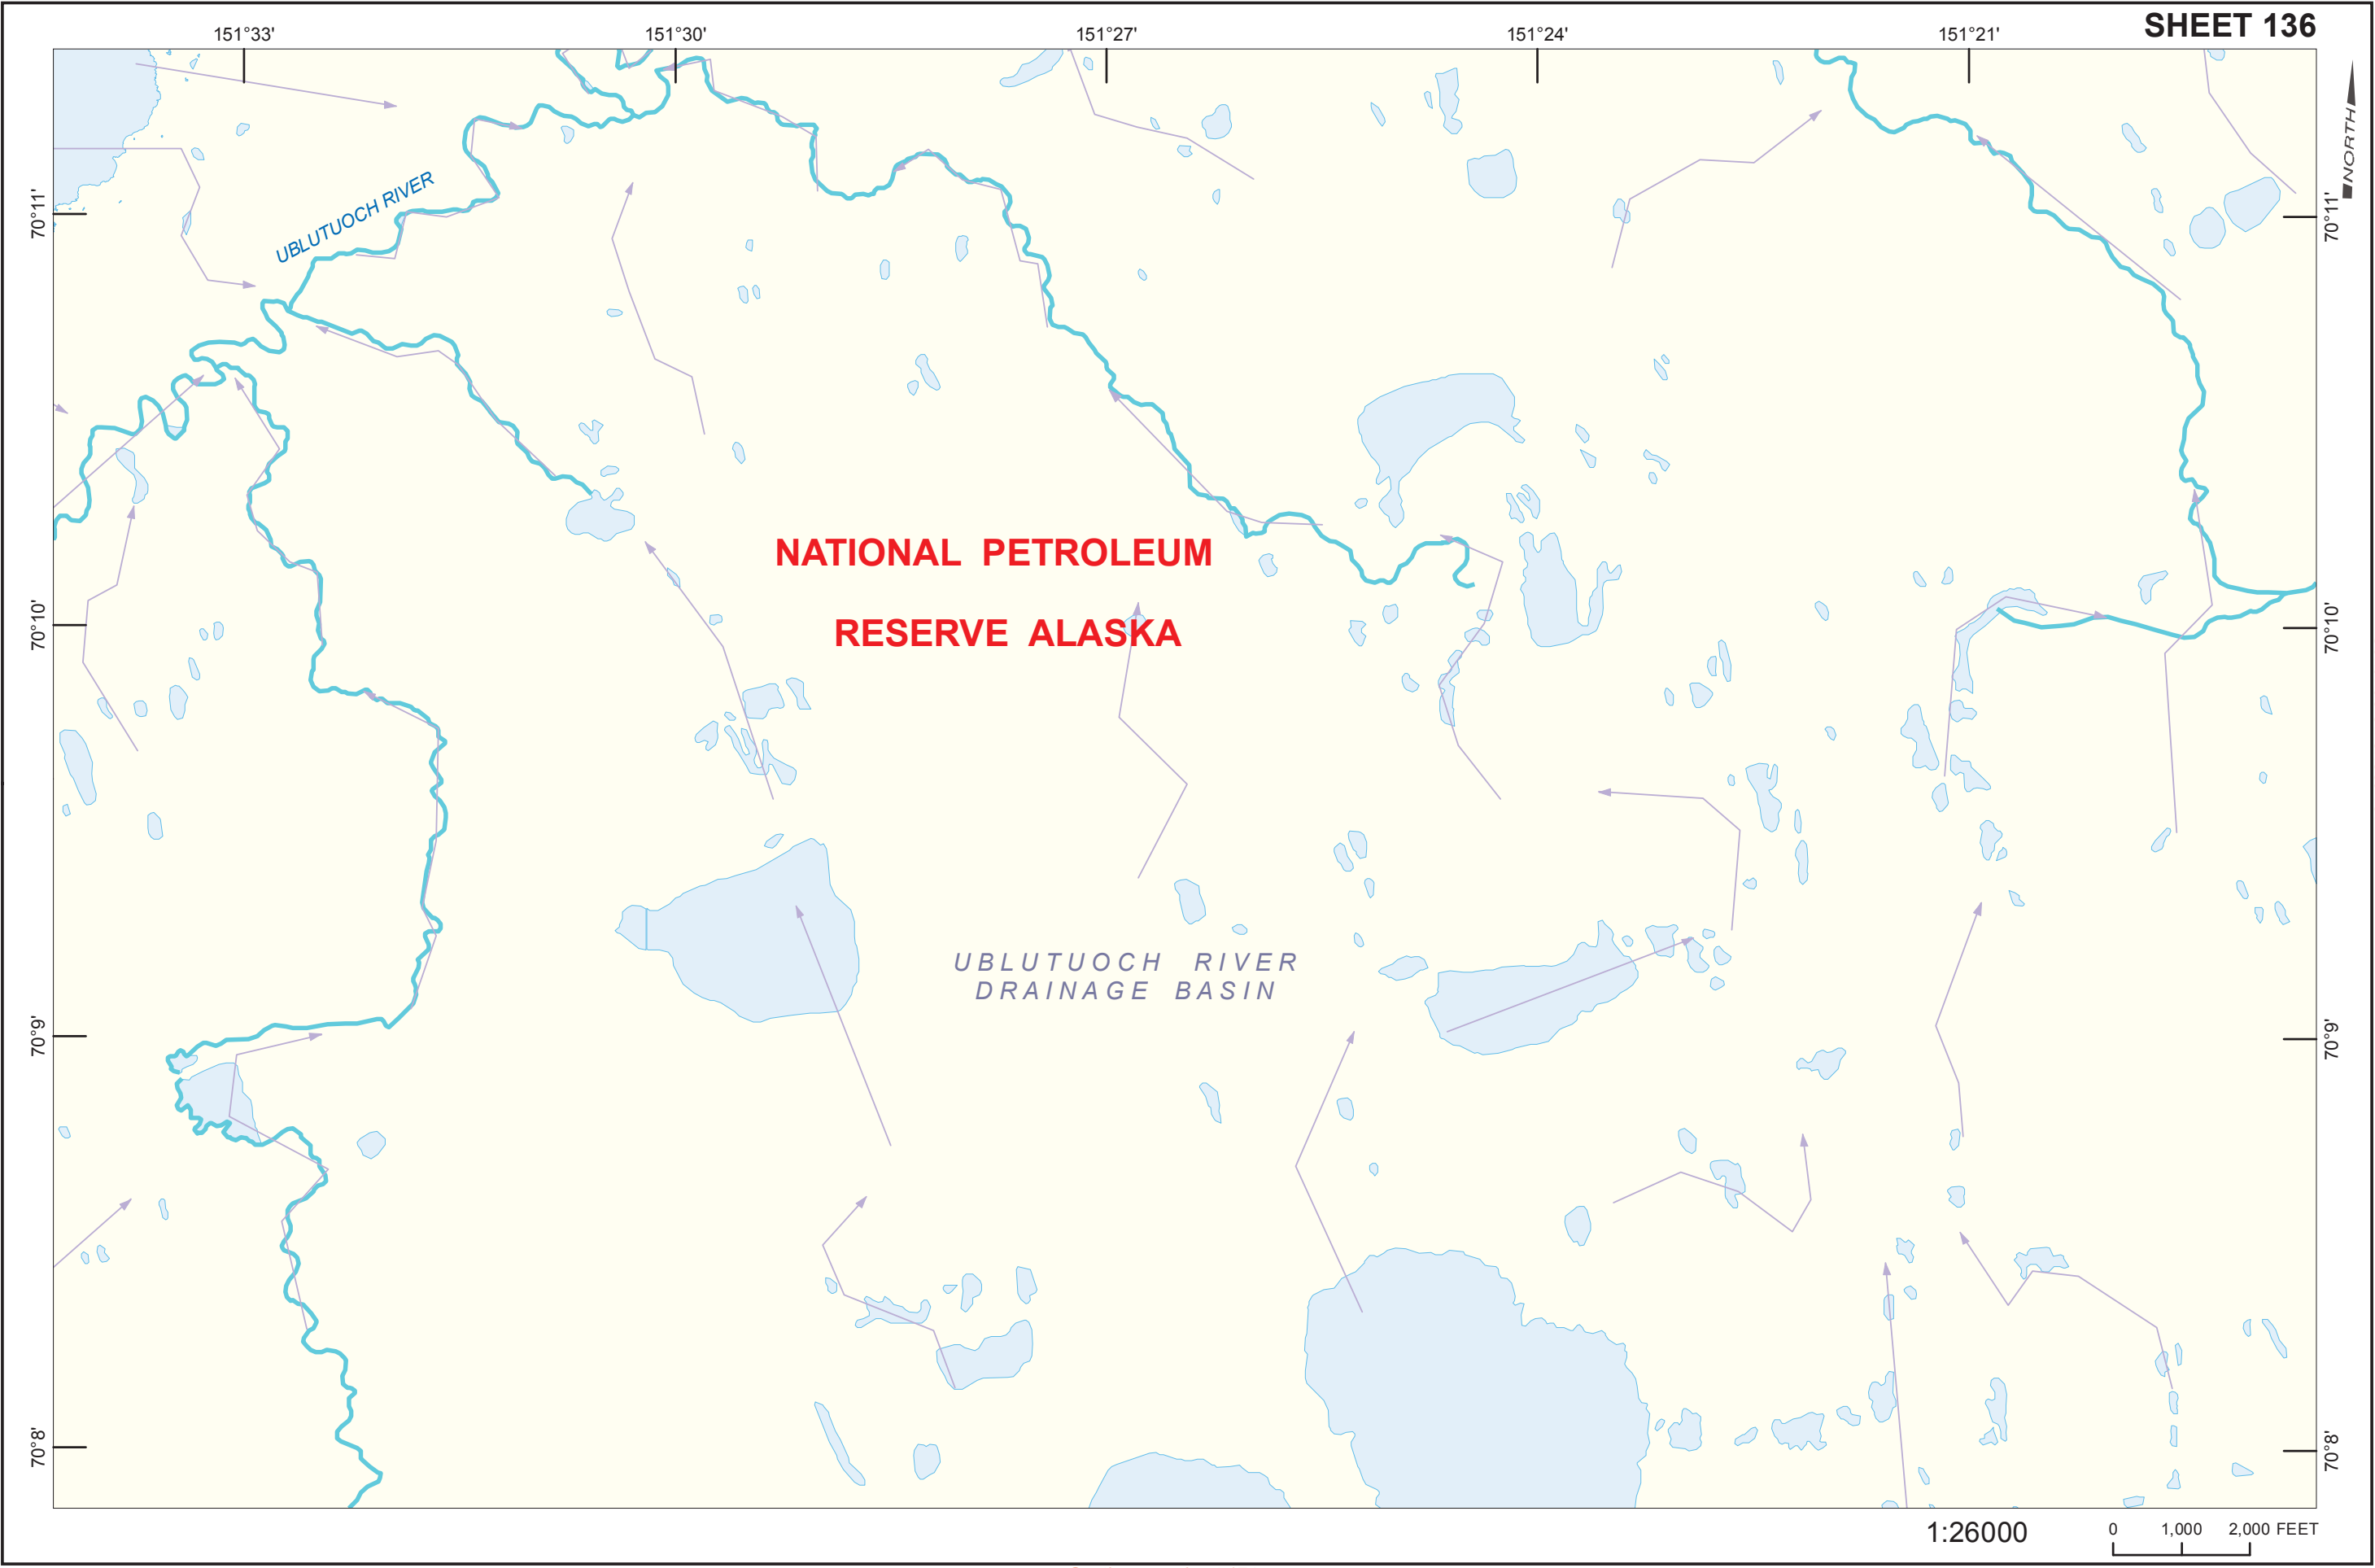 SHEET 136
151°33' 151°30' 151°27' 151°24' 151°21'
NORTH
70°11' 70°11'
UBLUTUOCH RIVER
NATIONAL PETROLEUM
RESERVE ALASKA
70°10' 70°10'
UBLUTUOCH RIVER
DRAINAGE BASIN
70°9' 70°9'
70°8' 70°8'
1:26000
0 1,000 2,000 FEET